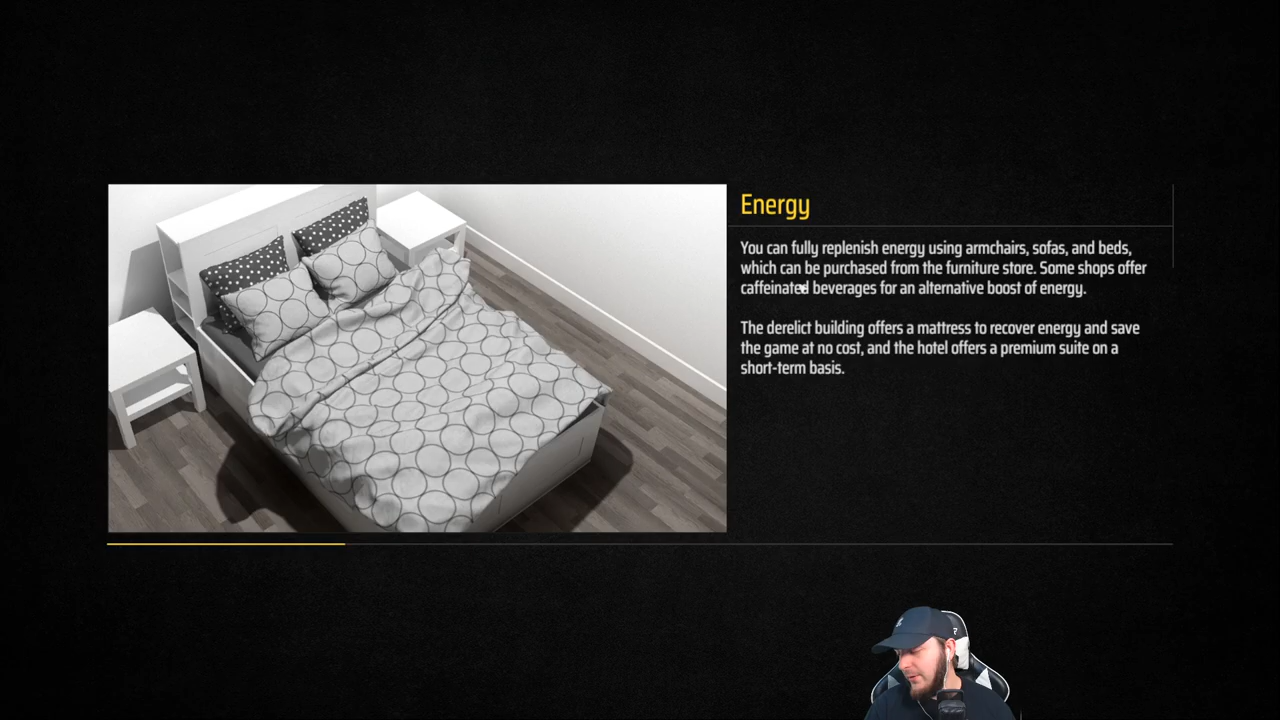 Energy
You can fully replenish energy using armchairs, sofas, and beds,
which can be purchased from the furniture store. Some shops offer
caffeinated beverages for an alternative boost of energy.
The derelict building offers a mattress to recover energy and save
the game at no cost, and the hotel offers a premium suite on a
short-term basis.